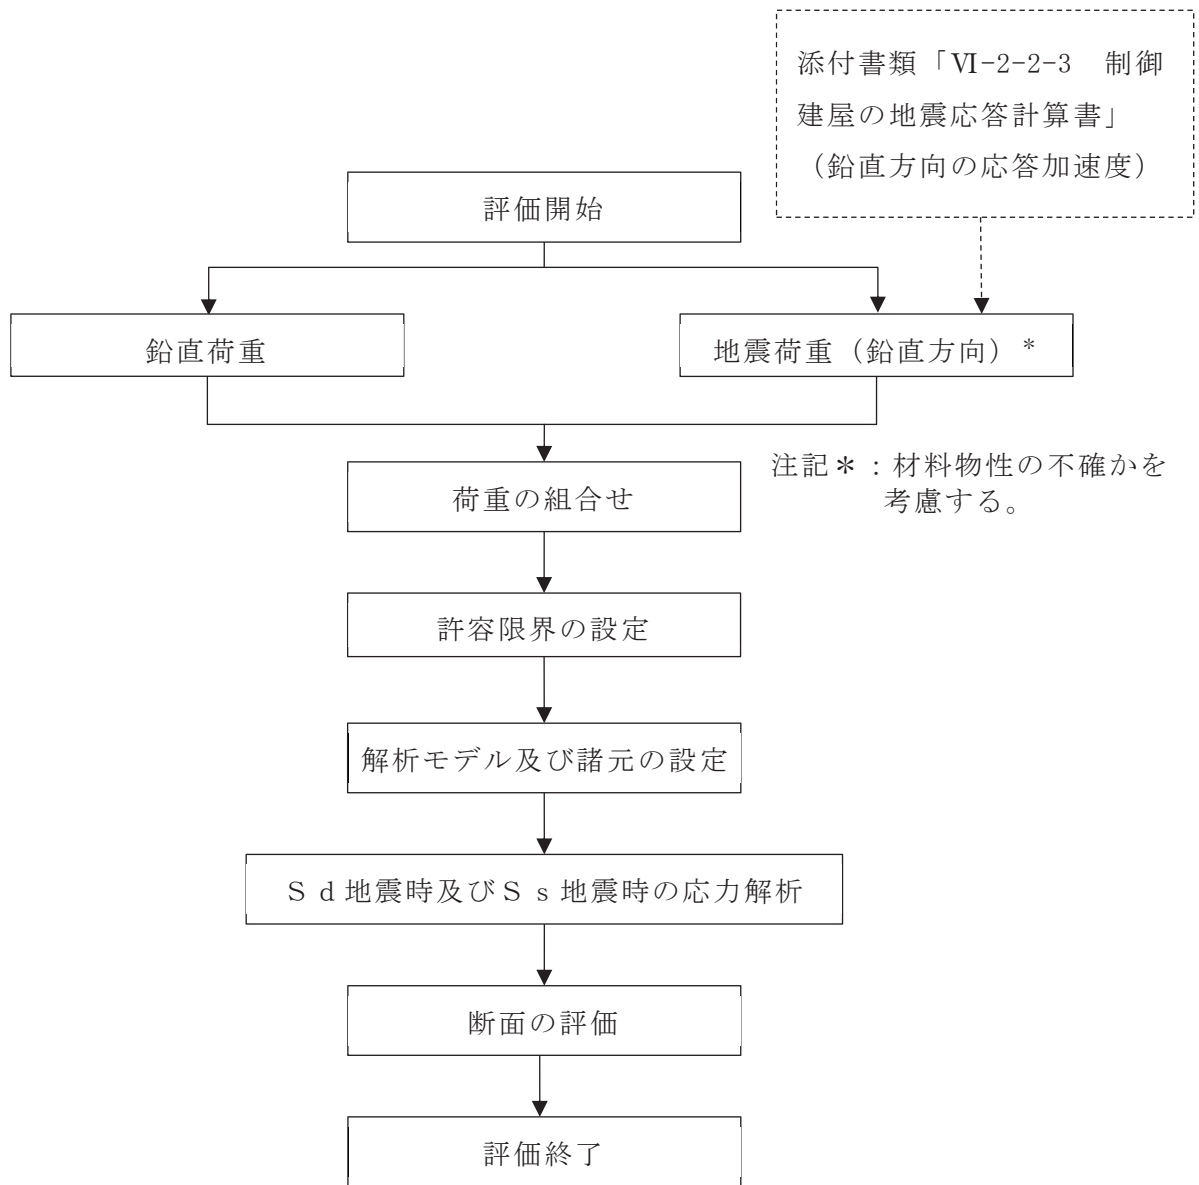 添付書類「Ⅵ-2-2-3　制御
建屋の地震応答計算書」
（鉛直方向の応答加速度）
評価開始
鉛直荷重
地震荷重（鉛直方向）*
注記＊：材料物性の不確かを
考慮する。
荷重の組合せ
許容限界の設定
解析モデル及び諸元の設定
Ｓｄ地震時及びＳｓ地震時の応力解析
断面の評価
評価終了